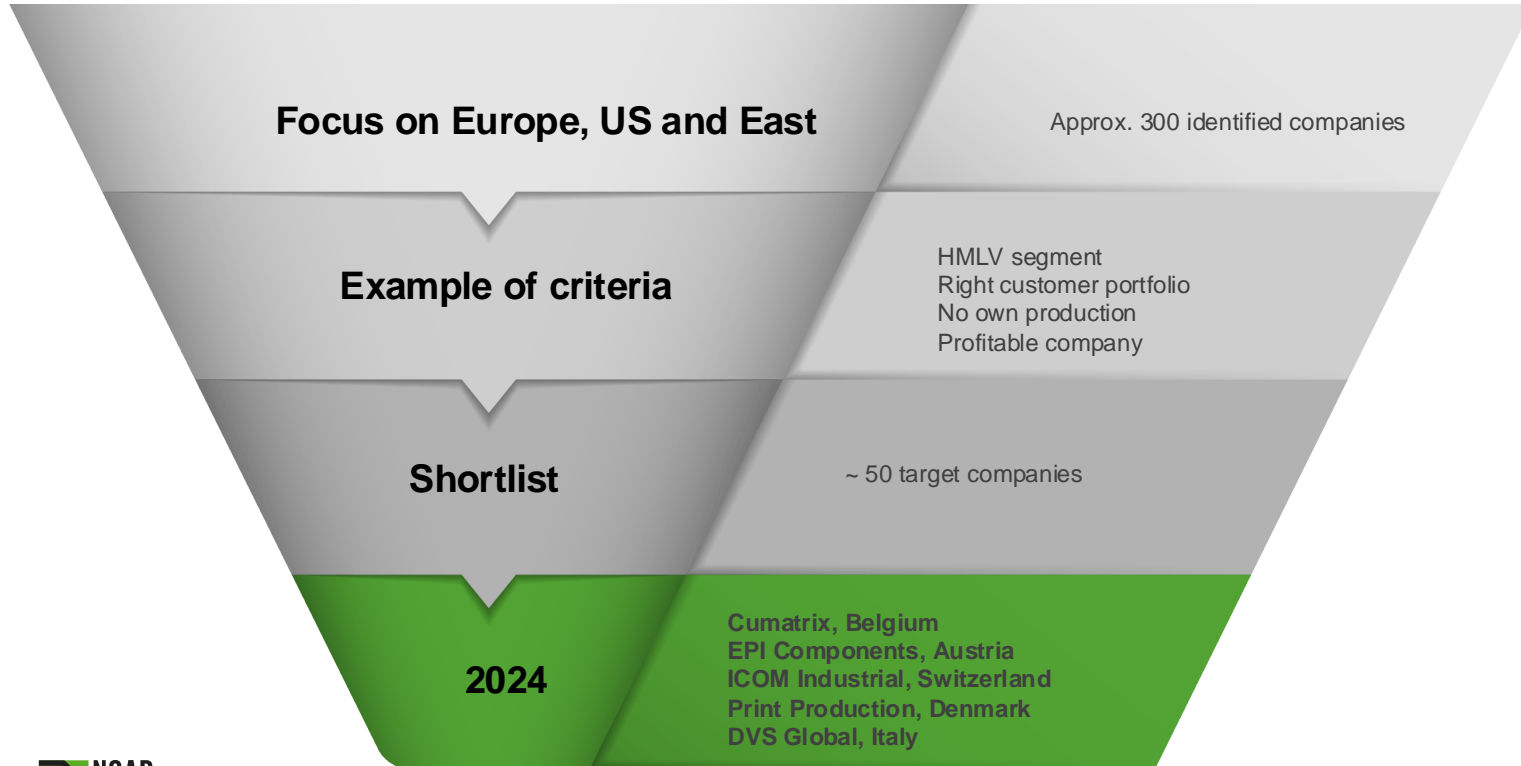 Focus on Europe, US and East
Approx. 300 identified companies
Example of criteria
HMLV segment
Right customer portfolio
No own production
Profitable company
Shortlist
~ 50 target companies
2024
Cumatrix, Belgium
EPI Components, Austria
ICOM Industrial, Switzerland
Print Production, Denmark
DVS Global, Italy
NCAB